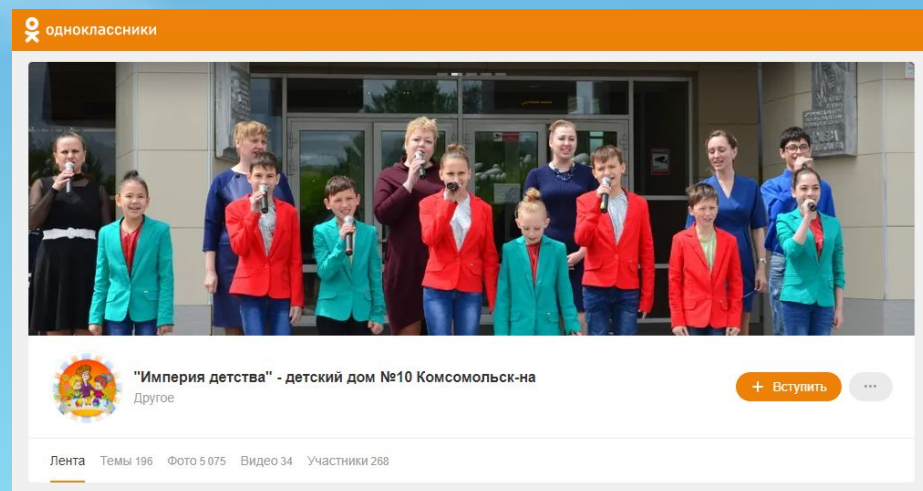 одноклассники
"Империя детства" - детский дом №10 Комсомольск-на
Другое
+ Вступить
...
Лента Темы 196 Фото 5 075 Видео 34 Участники 268